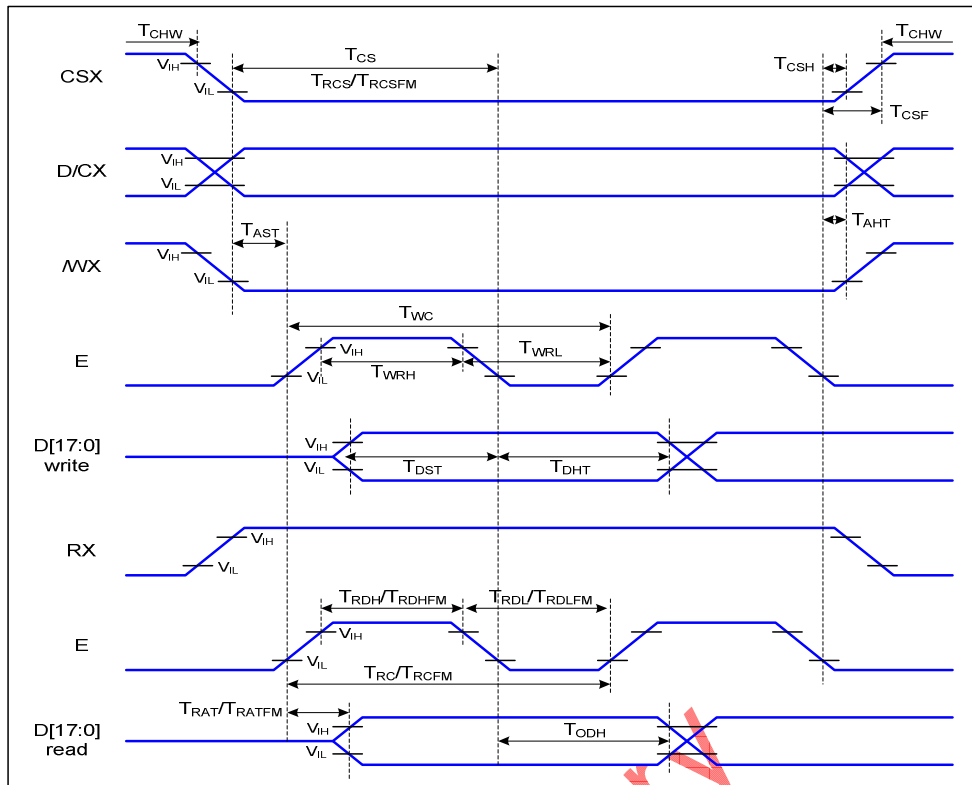 TCHW
TCHW
TCS
TCSH
VIH
CSX
VIL
TRCS/TRCSFM
TCSF
VIH
D/CX
VIL
TAST
TAHT
VIH
/WX
VIL
TWC
VIH
TWRL
E
VIL
TWRH
D[17:0]
write
VIH
VIL
TDST
TDHT
RX
VIH
VIL
TRDH/TRDHFM
TRDL/TRDLFM
VIH
E
VIL
TRC/TRCFM
TRAT/TRATFM
D[17:0]
read
VIH
VIL
TODH